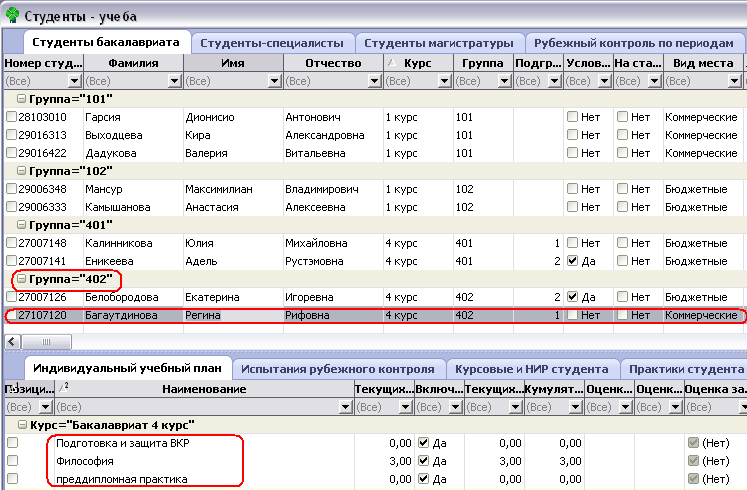 Студенты - учеба
Студенты бакалавриата Студенты-специалисты Студенты магистратуры Рубежный контроль по периодам
Номер студ... Фамилия Имя Отчество Курс Группа Подгр... Услов... На ста... Вид места
(Все) (Все) (Все) (Все) (Все) (Все) (Все) (Все) (Все) (Все)
Группа="101"
28103010 Гарсия Дионисио Антонович 1 курс 101 Нет Нет Коммерческие
29016313 Выходцева Кира Александровна 1 курс 101 Нет Нет Коммерческие
29016422 Дадукова Валерия Витальевна 1 курс 101 Нет Нет Коммерческие
Группа="102"
29006348 Мансур Максимилиан Владимирович 1 курс 102 Нет Нет Бюджетные
29006333 Камышанова Анастасия Алексеевна 1 курс 102 Нет Нет Бюджетные
Группа="401"
27007148 Калинникова Юлия Михайловна 4 курс 401 1 Нет Нет Бюджетные
27007141 Еникеева Адель Рустэмовна 4 курс 401 2 Да Нет Бюджетные
Группа="402"
27007126 Белобородова Екатерина Игоревна 4 курс 402 2 Да Нет Бюджетные
27107120 Багаутдинова Регина Рифовна 4 курс 402 1 Нет Нет Коммерческие
Индивидуальный учебный план Испытания рубежного контроля Курсовые и НИР студента Практики студента
Позици... 2 Наименование Текущих... Включ... Текущих... Кумулят... Оценк... Оценк... Оценка за...
(Все) (Все) (Все) (Все) (Все) (Все) (Все) (Все) (Все)
Курс="Бакалавриат 4 курс"
Подготовка и защита ВКР 0,00 Да 0,00 0,00 (Нет)
Философия 3,00 Да 3,00 3,00 (Нет)
преддипломная практика 0,00 Да 0,00 0,00 (Нет)